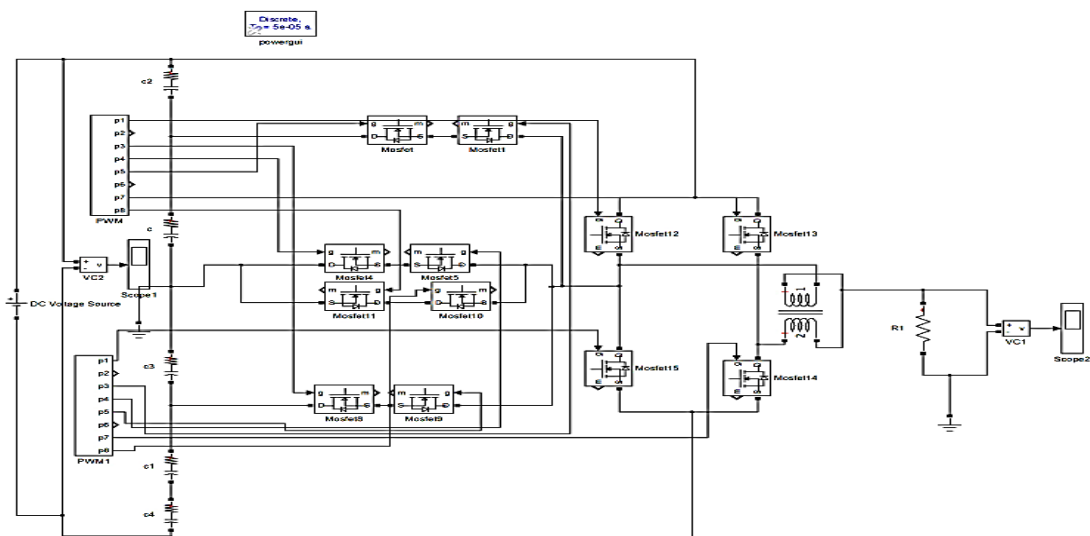 Discrete,
Ts = 5e-05 s
powergui
c2
p1
p2
p3
p4
p5
p6
p7
p8
PWM
g
m
D
S
Mosfet
m
g
S
D
Mosfet1
c
+
-
v
VC2
Scope1
DC Voltage Source
g
m
D
S
Mosfet4
m
g
S
D
Mosfet5
Mosfet11
Mosfet10
Mosfet12
Mosfet13
1
2
R1
+
-
v
VC1
Scope2
p1
p2
p3
p4
p5
p6
p7
p8
PWM1
c3
g
m
D
S
Mosfet8
m
g
S
D
Mosfet9
Mosfet15
Mosfet14
c1
c4